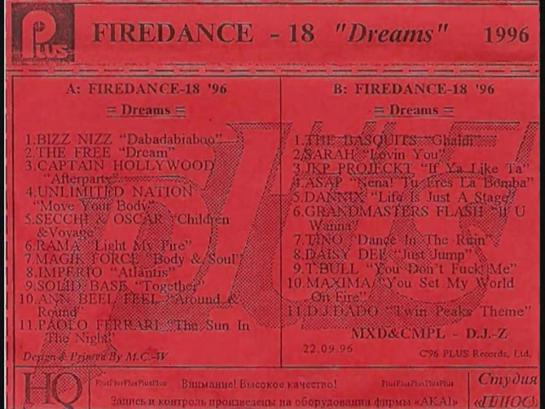 Plus
FIREDANCE - 18 "Dreams" 1996
A: FIREDANCE-18 '96
= Dreams =
1.BIZZ NIZZ "Dabadabiaboo"
2.THE FREE "Dream"
3.CAPTAIN HOLLYWOOD
"Afterparty"
4.UNLIMITED NATION
"Move Your Body"
5.SECCHI & OSCAR "Children
&Voyage"
6.RAMA "Light My Fire"
7.MAGIK FORCE "Body & Soul"
8.IMPERIO "Atlantis"
9.SOLID BASE "Together"
10.ANN BEEL FEEL "Around &
Round"
11.PAOLO FERRARI "The Sun In
The Night"
Design & Printed By M.C.-W
B: FIREDANCE-18 '96
= Dreams =
1.THE BASQUITS "Ghaidi"
2.SARAH "Lovin You"
3.JKP PROJECKT "If Ya Like Ta"
4.ASAP "Nena! Tu Eres La Bomba"
5.DANNIX "Life Is Just A Stage"
6.GRANDMASTERS FLASH "If U
Wanna"
7.TINO "Dance In The Rain"
8.DAISY DEE "Just Jump"
9.T.BULL "You Don't Fuck Me"
10.MAXIMA "You Set My World
On Fire"
11.D.J.DADO "Twin Peaks Theme"
MXD&CMPL - D.J.-Z
22.09.96 C'96 PLUS Records, Ltd.
plus
HQ
PlusPlusPlusPlusPlus Внимание! Высокое качество! PlusPlusPlusPlusPlus
Запись и контроль произведены на оборудовании фирмы «AKAI»
Студия